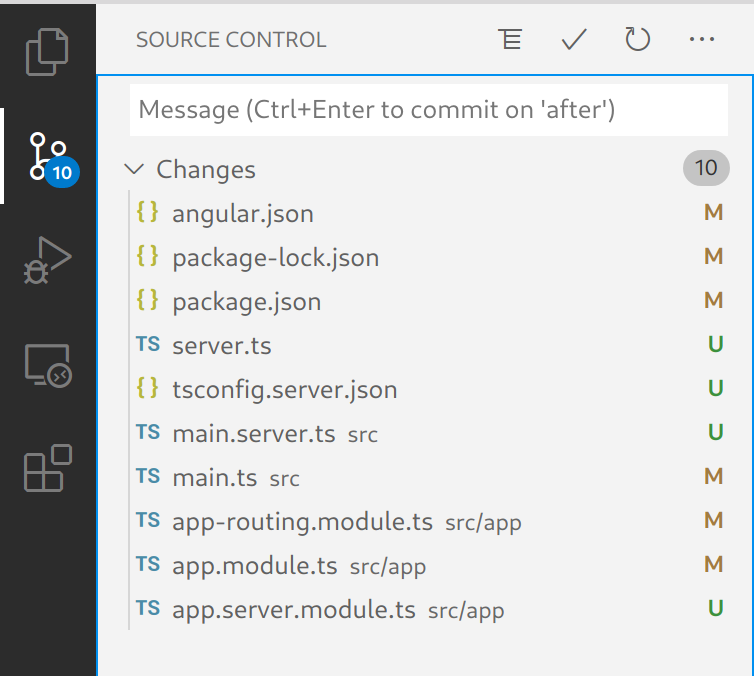 SOURCE CONTROL
10
Message (Ctrl+Enter to commit on 'after')
Changes 10
{ } angular.json M
{ } package-lock.json M
{ } package.json M
TS server.ts U
{ } tsconfig.server.json U
TS main.server.ts src U
TS main.ts src M
TS app-routing.module.ts src/app M
TS app.module.ts src/app M
TS app.server.module.ts src/app U